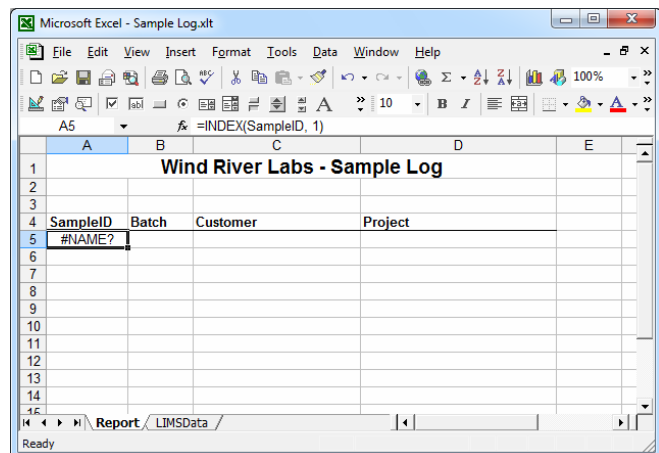 Microsoft Excel - Sample Log.xlt
File Edit View Insert Format Tools Data Window Help
100%
10 B I A
A5 fx =INDEX(SampleID, 1)
A B C D E
1 Wind River Labs - Sample Log
2
3
4 SampleID Batch Customer Project
5 #NAME?
6
7
8
9
10
11
12
13
14
15
Report LIMSData
Ready